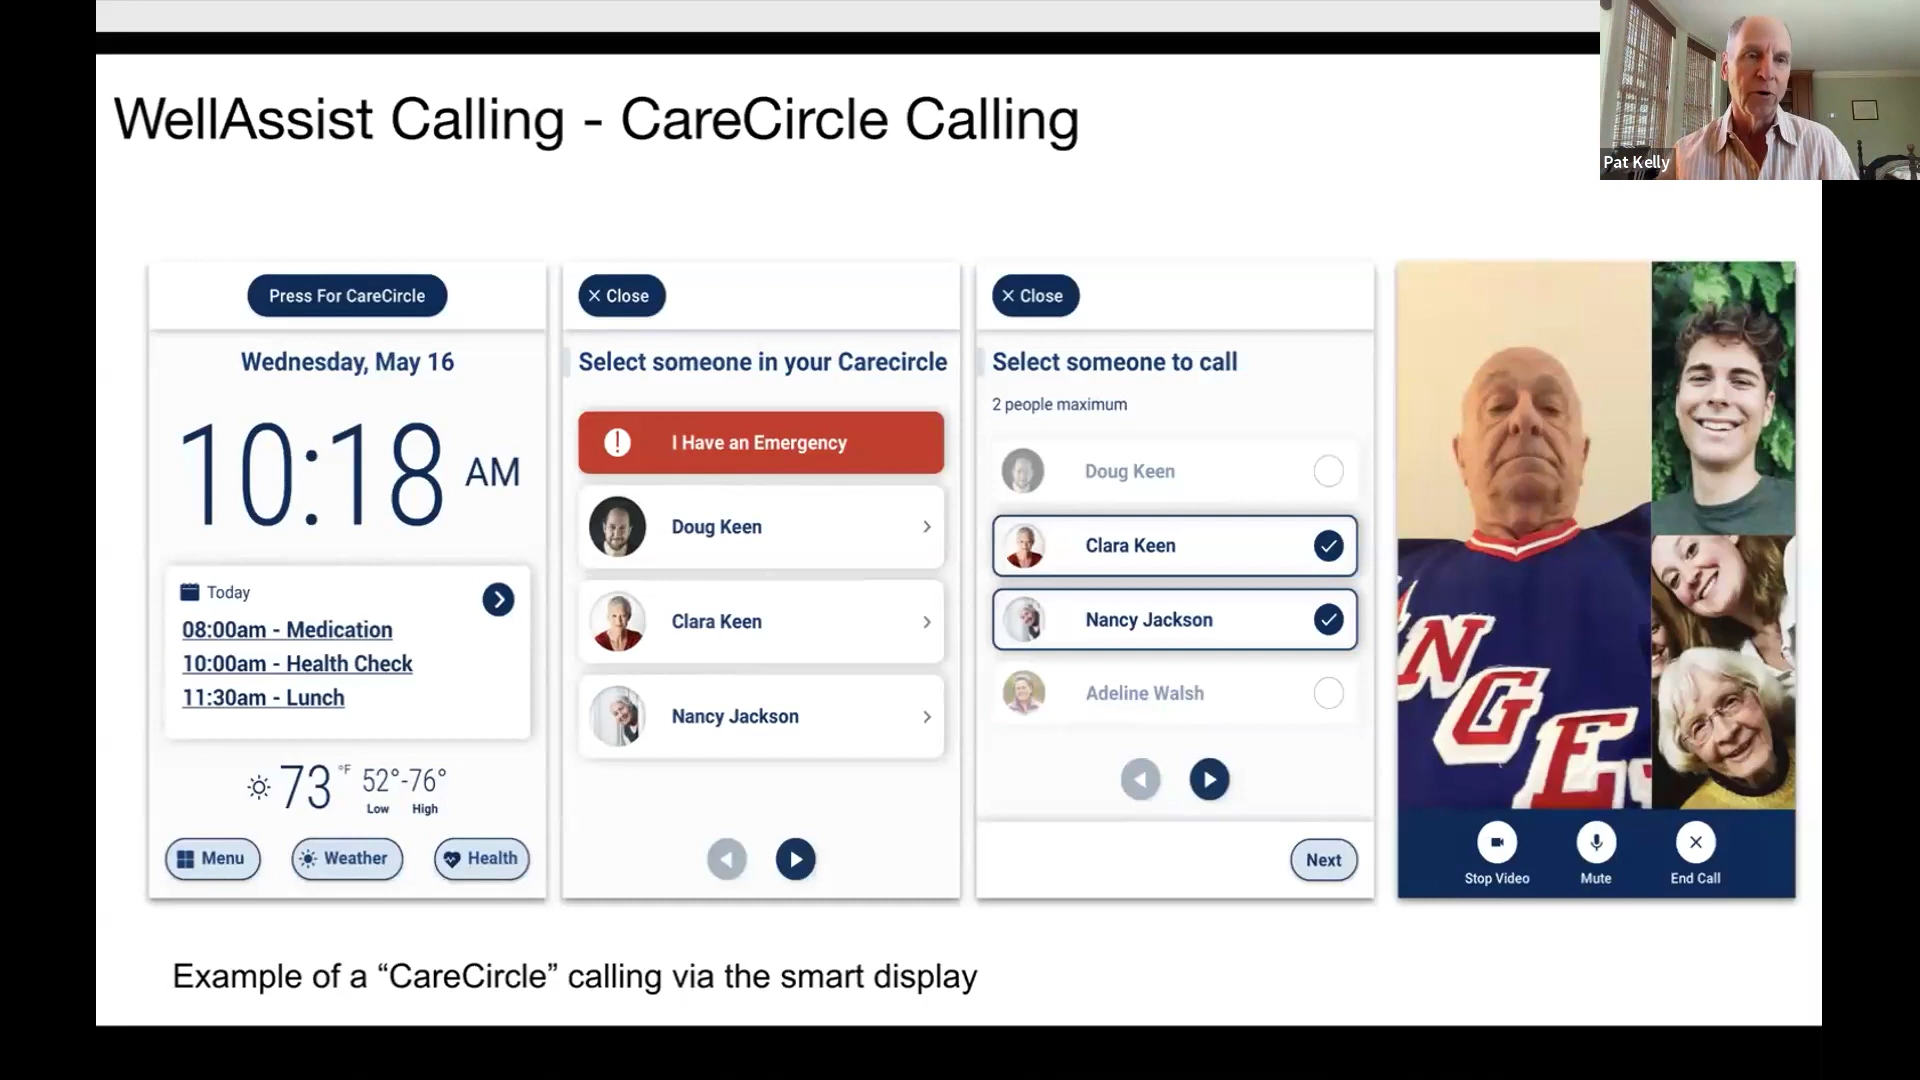 WellAssist Calling - CareCircle Calling
Pat Kelly
Press For CareCircle
Wednesday, May 16
10:18 AM
Today
08:00am - Medication
10:00am - Health Check
11:30am - Lunch
73 °F 52°-76°
Low High
Menu Weather Health
Close
Select someone in your Carecircle
! I Have an Emergency
Doug Keen
Clara Keen
Nancy Jackson
Close
Select someone to call
2 people maximum
Doug Keen
Clara Keen
Nancy Jackson
Adeline Walsh
Next
NGE
Stop Video Mute End Call
Example of a “CareCircle” calling via the smart display